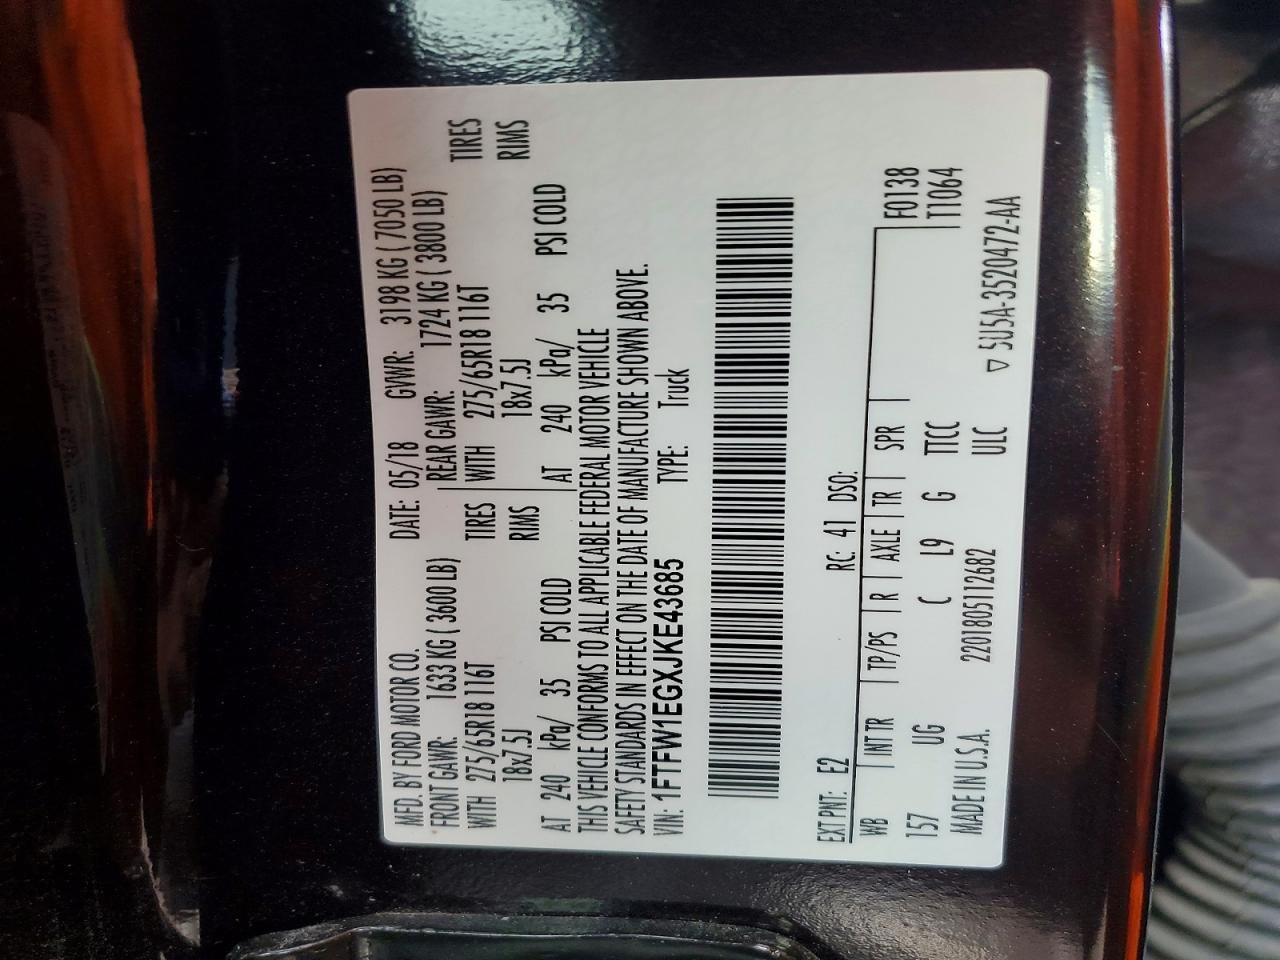 MFD. BY FORD MOTOR CO. DATE: 05/18 GVWR: 3198 KG ( 7050 LB)
FRONT GAWR: 1633 KG ( 3600 LB) REAR GAWR: 1724 KG ( 3800 LB)
WITH 275/65R18 116T TIRES WITH 275/65R18 116T TIRES
18x7.5J RIMS 18x7.5J RIMS
AT 240 kPa/ 35 PSI COLD AT 240 kPa/ 35 PSI COLD
THIS VEHICLE CONFORMS TO ALL APPLICABLE FEDERAL MOTOR VEHICLE
SAFETY STANDARDS IN EFFECT ON THE DATE OF MANUFACTURE SHOWN ABOVE.
VIN: 1FTFW1EGXJKE43685 TYPE: Truck
EXT PNT: E2 RC: 41 DSO:
WB INT TR TP/PS R AXLE TR SPR F0138
157 UG C L9 G TTCC T1064
MADE IN U.S.A. 2201805112682 ULC
▽ 5U5A-3520472-AA